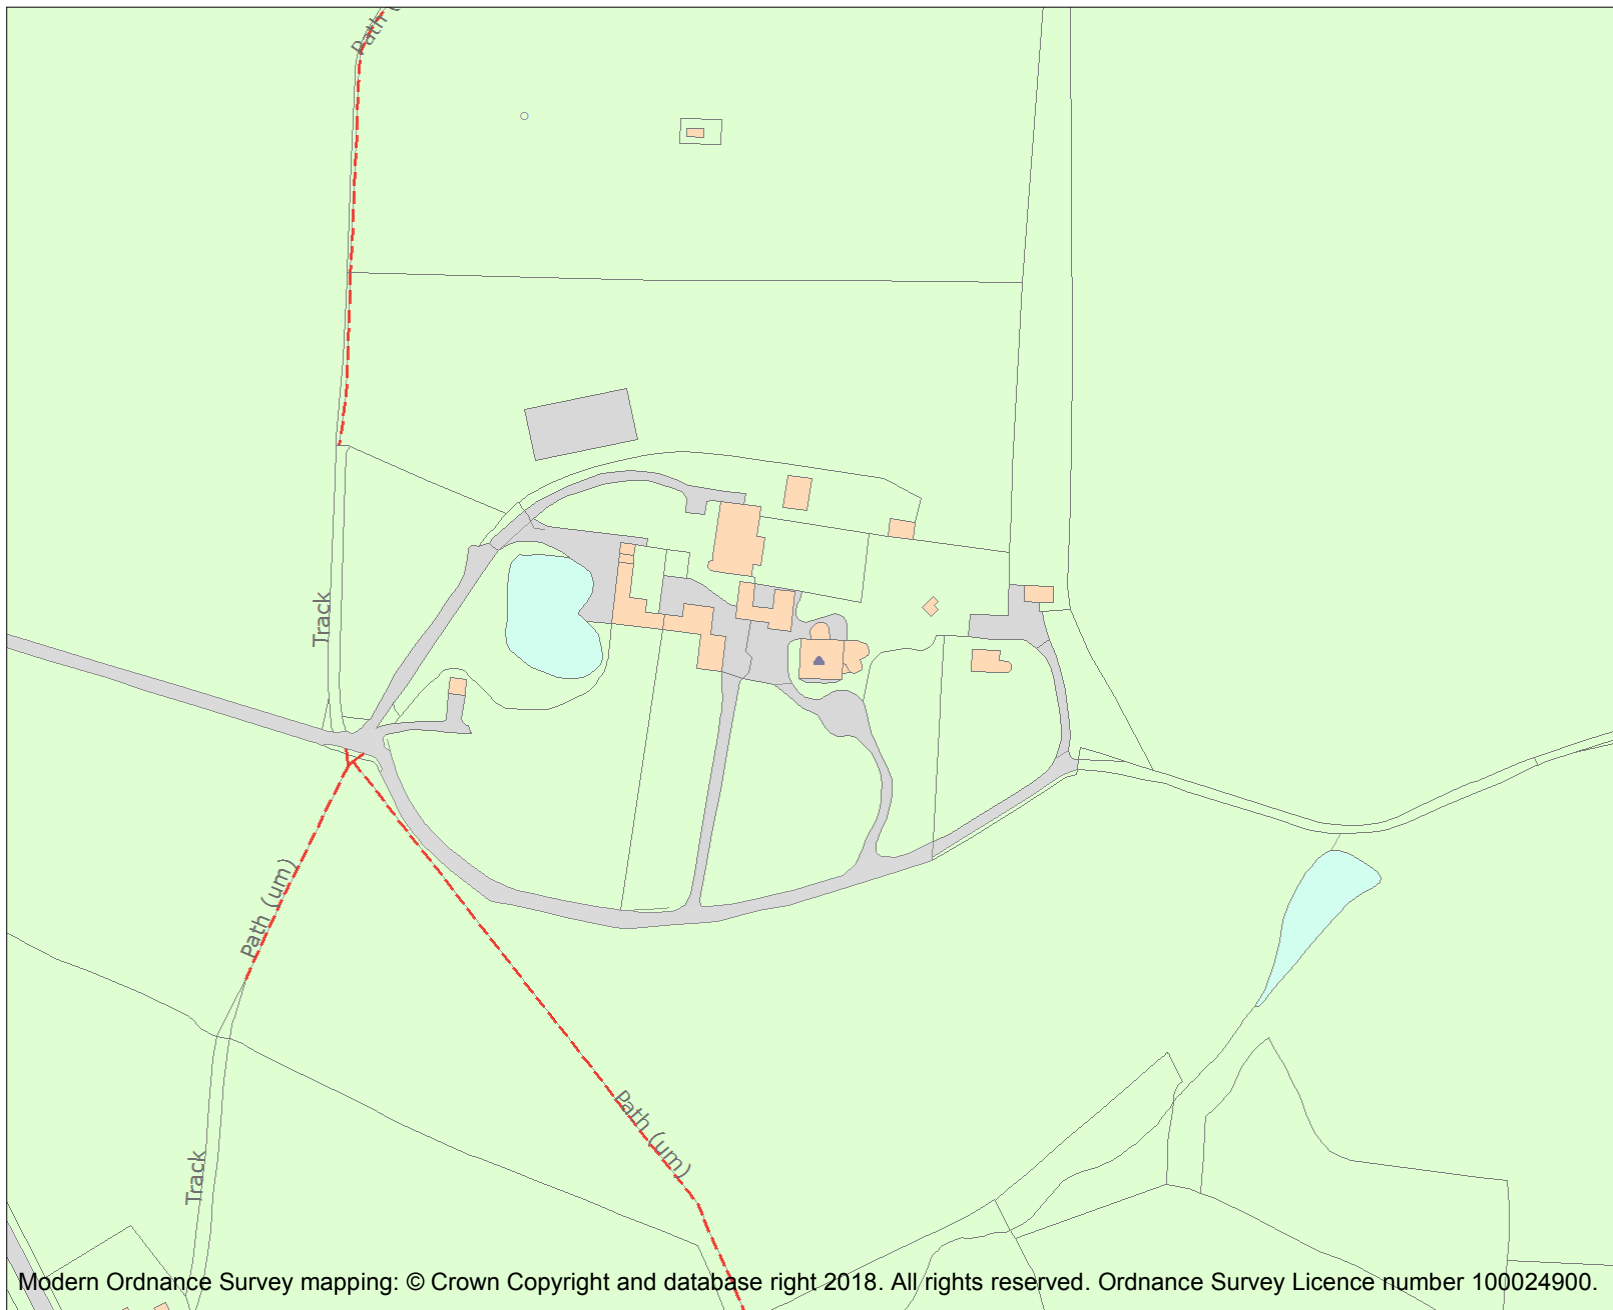 Path (
Track
Path (um)
Path (um)
Track
Modern Ordnance Survey mapping: © Crown Copyright and database right 2018. All rights reserved. Ordnance Survey Licence number 100024900.